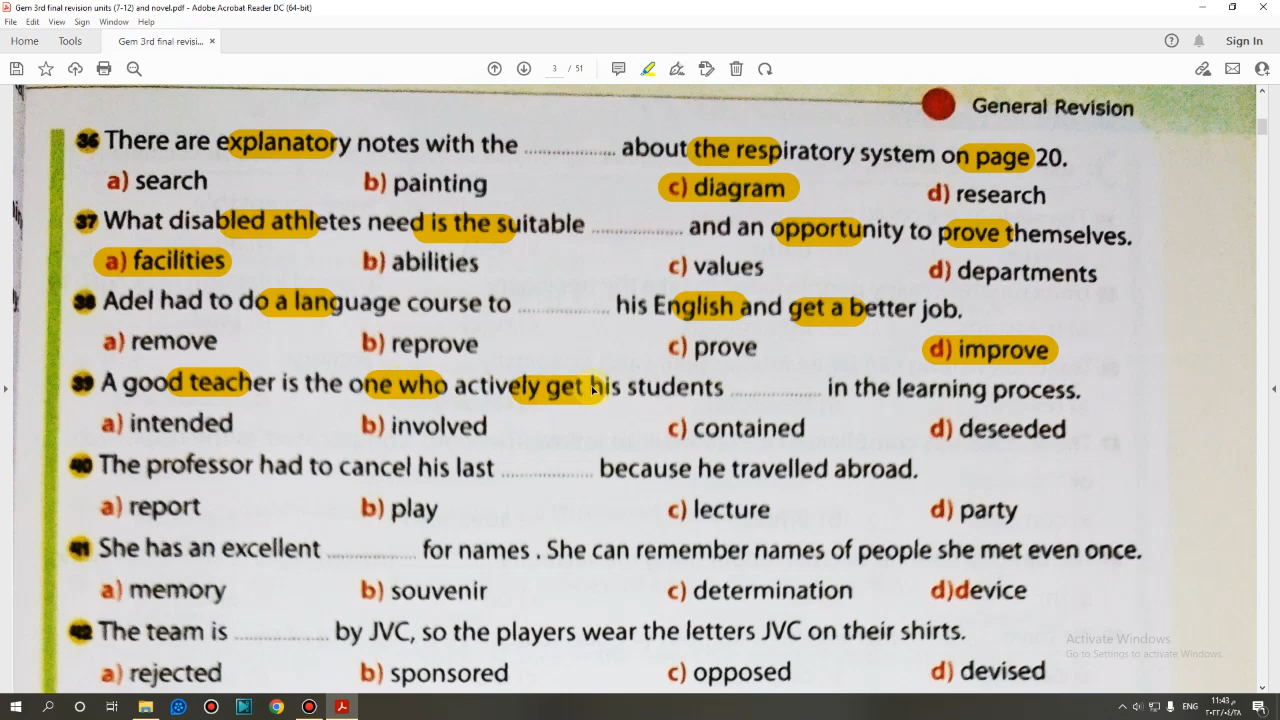 Gem 3rd final revision units (7-12) and novel.pdf - Adobe Acrobat Reader DC (64-bit)
File Edit View Sign Window Help
Home Tools Gem 3rd final revisi... × Sign In
3 / 51
General Revision
36 There are explanatory notes with the .................. about the respiratory system on page 20.
a) search b) painting c) diagram d) research
37 What disabled athletes need is the suitable .................. and an opportunity to prove themselves.
a) facilities b) abilities c) values d) departments
38 Adel had to do a language course to .................. his English and get a better job.
a) remove b) reprove c) prove d) improve
39 A good teacher is the one who actively get his students .................. in the learning process.
a) intended b) involved c) contained d) deseeded
40 The professor had to cancel his last .................. because he travelled abroad.
a) report b) play c) lecture d) party
41 She has an excellent .................. for names . She can remember names of people she met even once.
a) memory b) souvenir c) determination d)device
42 The team is .................. by JVC, so the players wear the letters JVC on their shirts.
a) rejected b) sponsored c) opposed d) devised
Activate Windows
Go to Settings to activate Windows.
ENG م 11:43